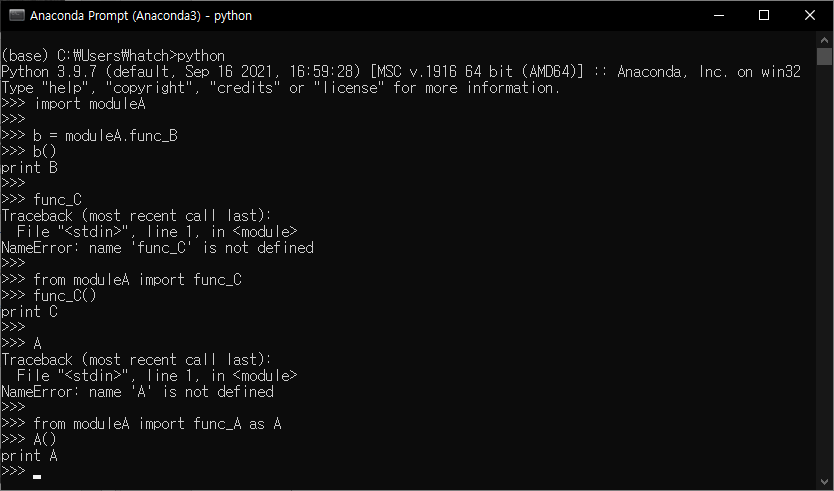 Anaconda Prompt (Anaconda3) - python
(base) C:₩Users₩hatch>python
Python 3.9.7 (default, Sep 16 2021, 16:59:28) [MSC v.1916 64 bit (AMD64)] :: Anaconda, Inc. on win32
Type "help", "copyright", "credits" or "license" for more information.
>>> import moduleA
>>>
>>> b = moduleA.func_B
>>> b()
print B
>>>
>>> func_C
Traceback (most recent call last):
  File "<stdin>", line 1, in <module>
NameError: name 'func_C' is not defined
>>>
>>> from moduleA import func_C
>>> func_C()
print C
>>>
>>> A
Traceback (most recent call last):
  File "<stdin>", line 1, in <module>
NameError: name 'A' is not defined
>>>
>>> from moduleA import func_A as A
>>> A()
print A
>>>